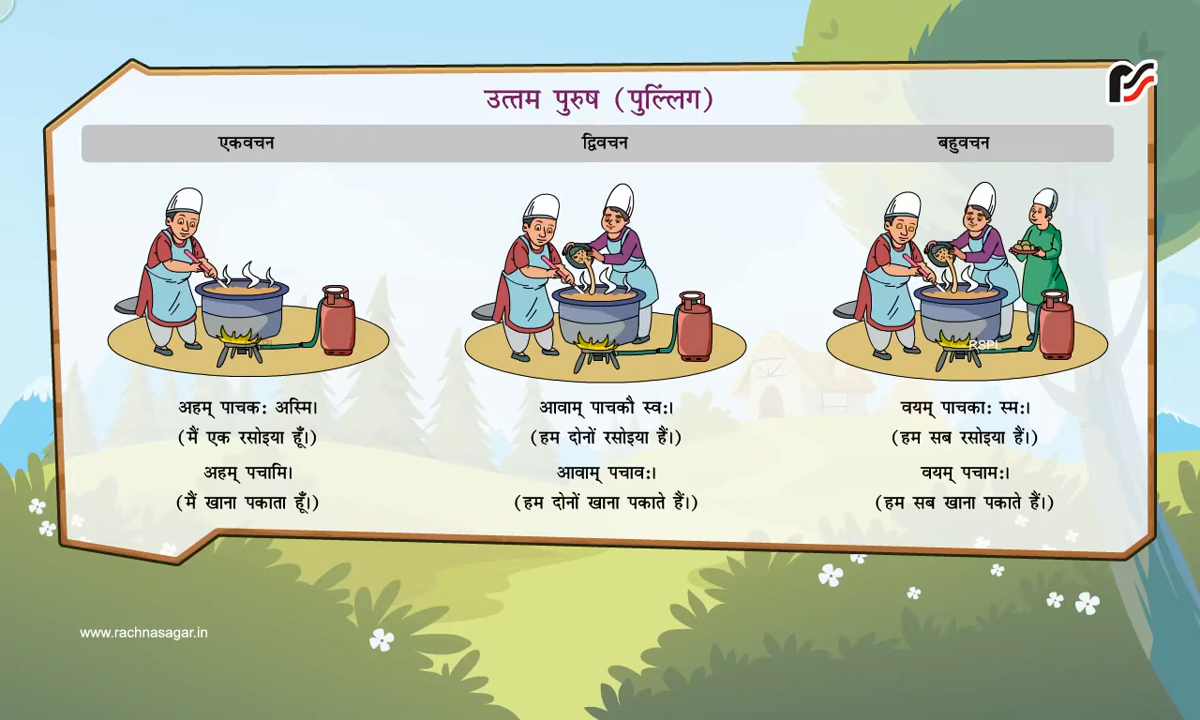 उत्तम पुरुष (पुल्लिंग)
एकवचन द्विवचन बहुवचन
अहम् पाचकः अस्मि। आवाम् पाचकौ स्वः। वयम् पाचकाः स्मः।
(मैं एक रसोइया हूँ।) (हम दोनों रसोइया हैं।) (हम सब रसोइया हैं।)
अहम् पचामि। आवाम् पचावः। वयम् पचामः।
(मैं खाना पकाता हूँ।) (हम दोनों खाना पकाते हैं।) (हम सब खाना पकाते हैं।)
RSPL
www.rachnasagar.in